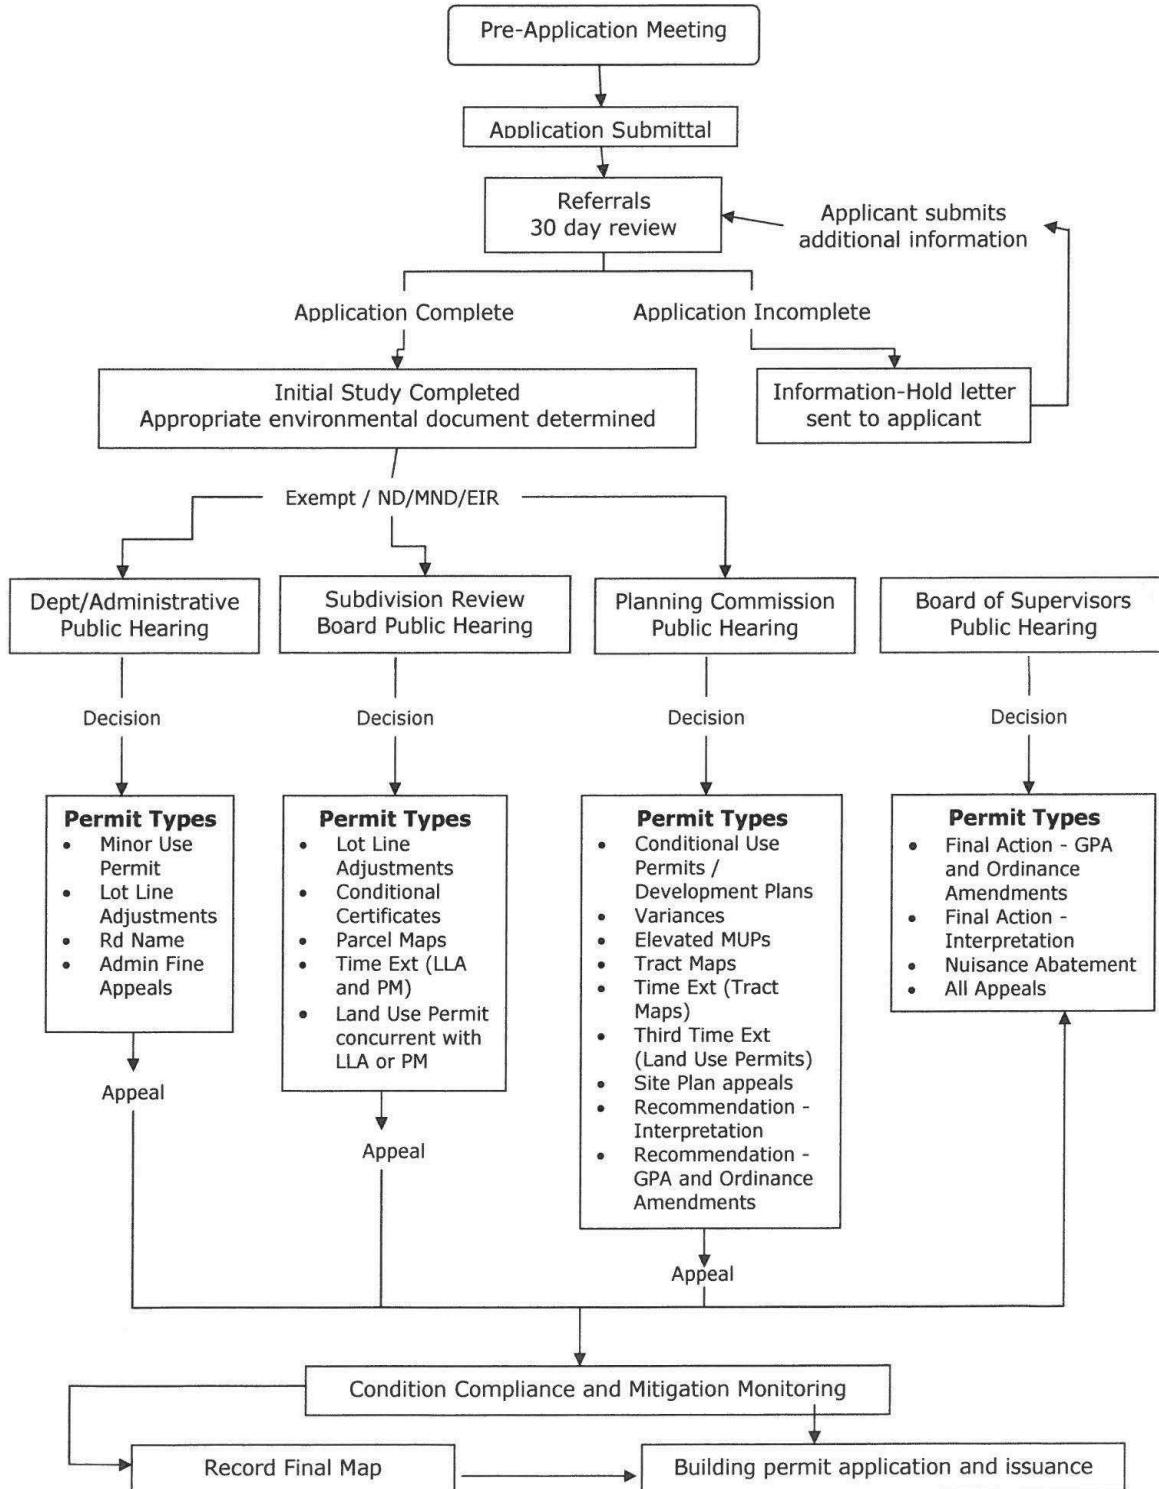 Pre-Application Meeting
Application Submittal
Referrals
30 day review
Applicant submits
additional information
Application Complete
Application Incomplete
Initial Study Completed
Appropriate environmental document determined
Information-Hold letter
sent to applicant
Exempt / ND/MND/EIR
Dept/Administrative
Public Hearing
Subdivision Review
Board Public Hearing
Planning Commission
Public Hearing
Board of Supervisors
Public Hearing
Decision
Decision
Decision
Decision
Permit Types
• Minor Use
Permit
• Lot Line
Adjustments
• Rd Name
• Admin Fine
Appeals
Appeal
Permit Types
• Lot Line
Adjustments
• Conditional
Certificates
• Parcel Maps
• Time Ext (LLA
and PM)
• Land Use Permit
concurrent with
LLA or PM
Appeal
Permit Types
• Conditional Use
Permits /
Development Plans
• Variances
• Elevated MUPs
• Tract Maps
• Time Ext (Tract
Maps)
• Third Time Ext
(Land Use Permits)
• Site Plan appeals
• Recommendation -
Interpretation
• Recommendation -
GPA and Ordinance
Amendments
Appeal
Permit Types
• Final Action - GPA
and Ordinance
Amendments
• Final Action -
Interpretation
• Nuisance Abatement
• All Appeals
Condition Compliance and Mitigation Monitoring
Record Final Map
Building permit application and issuance